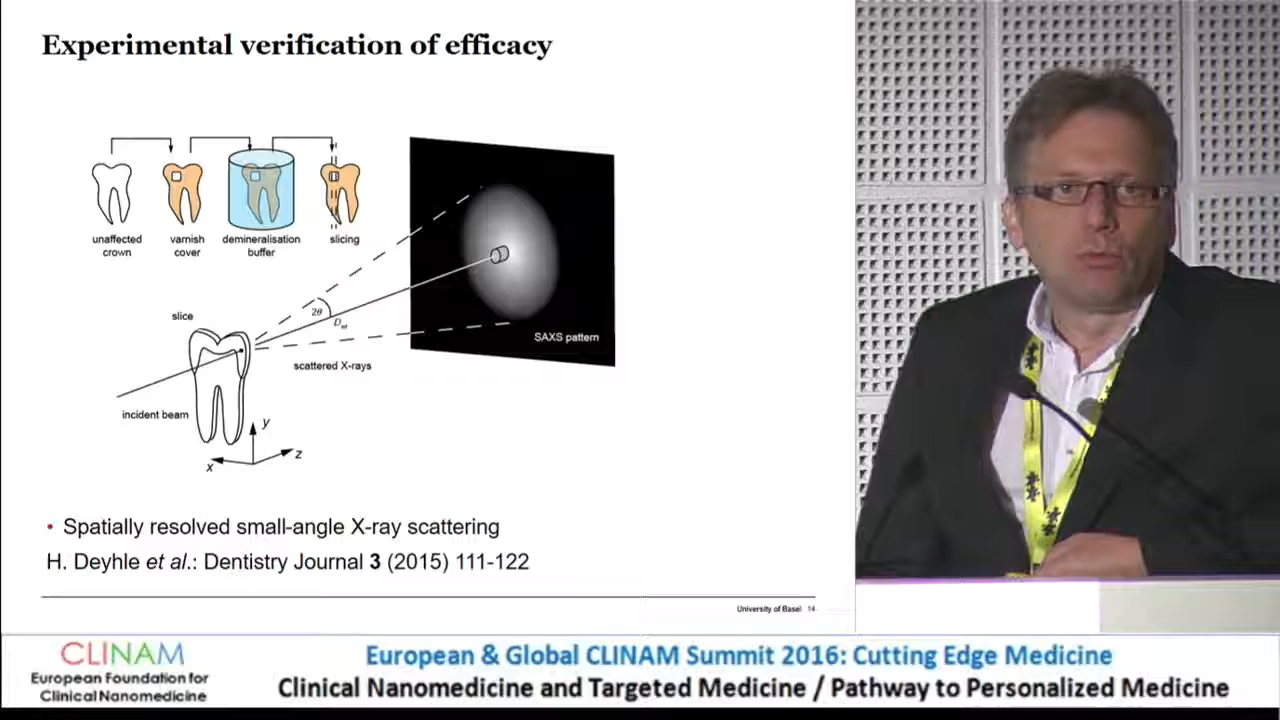 Experimental verification of efficacy
unaffected
crown
varnish
cover
demineralisation
buffer
slicing
slice
2θ
SAXS pattern
scattered X-rays
incident beam
y
z
x
• Spatially resolved small-angle X-ray scattering
H. Deyhle et al.: Dentistry Journal 3 (2015) 111-122
University of Basel 14
CLINAM
European Foundation for
Clinical Nanomedicine
European & Global CLINAM Summit 2016: Cutting Edge Medicine
Clinical Nanomedicine and Targeted Medicine / Pathway to Personalized Medicine